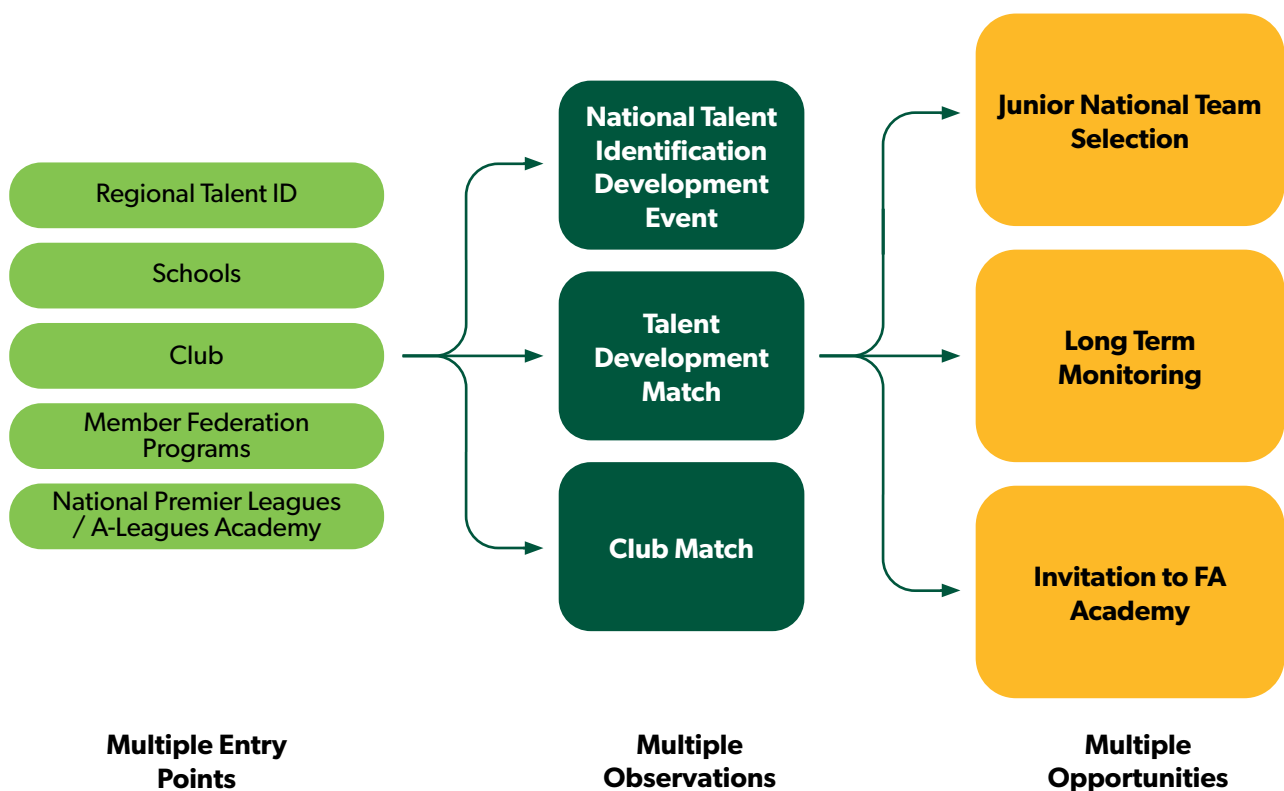 Regional Talent ID
Schools
Club
Member Federation
Programs
National Premier Leagues
/ A-Leagues Academy
Multiple Entry
Points
National Talent
Identification
Development
Event
Talent
Development
Match
Club Match
Multiple
Observations
Junior National Team
Selection
Long Term
Monitoring
Invitation to FA
Academy
Multiple
Opportunities